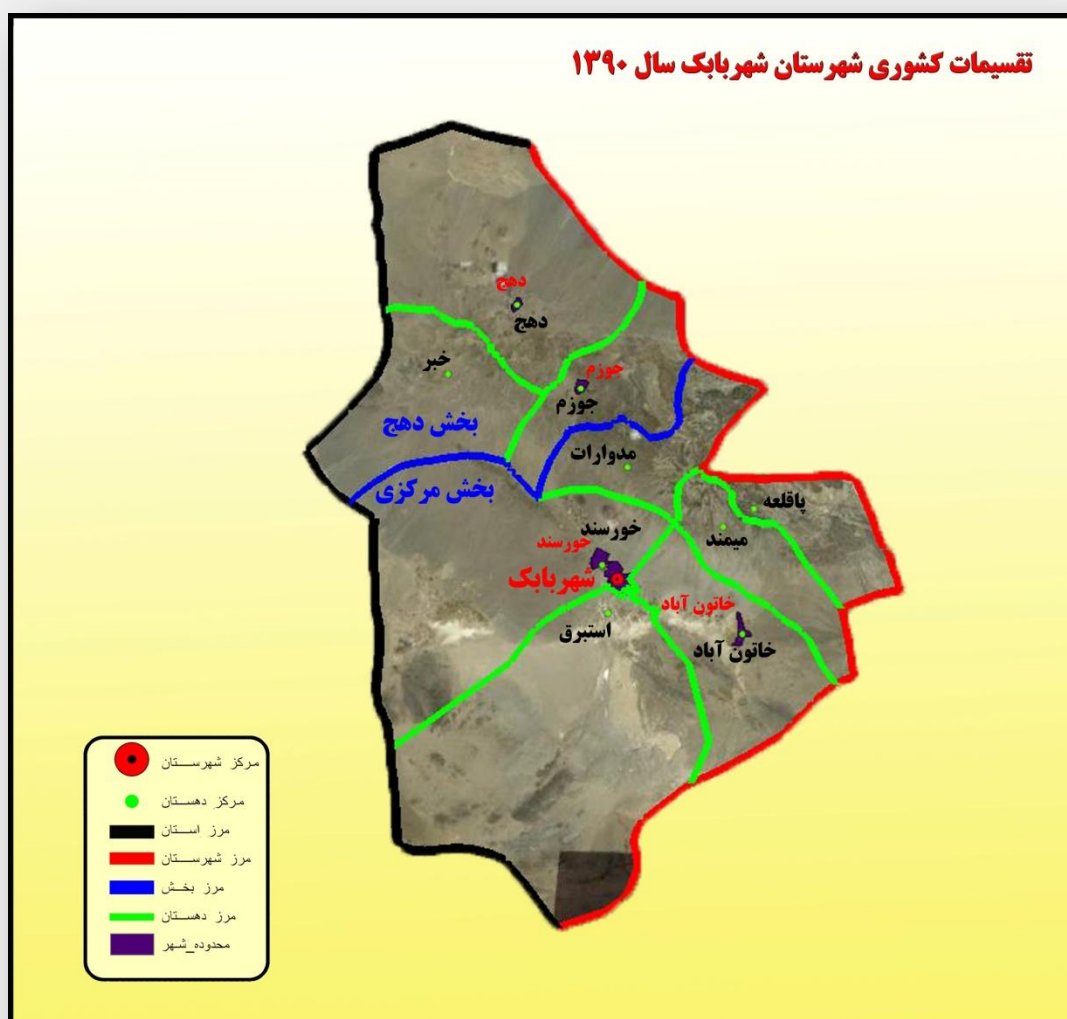 تقسیمات کشوری شهرستان شهربابک سال ۱۳۹۰
دهج
دهج
خبر
جوزم
جوزم
بخش دهج
مدوارات
بخش مرکزی
پاقلعه
خورسند
میمند
خورسند
شهربابک
خاتون آباد
استبرق
خاتون آباد
مرکز شهرستان
مرکز دهستان
مرز استان
مرز شهرستان
مرز بخش
مرز دهستان
محدوده_شهر